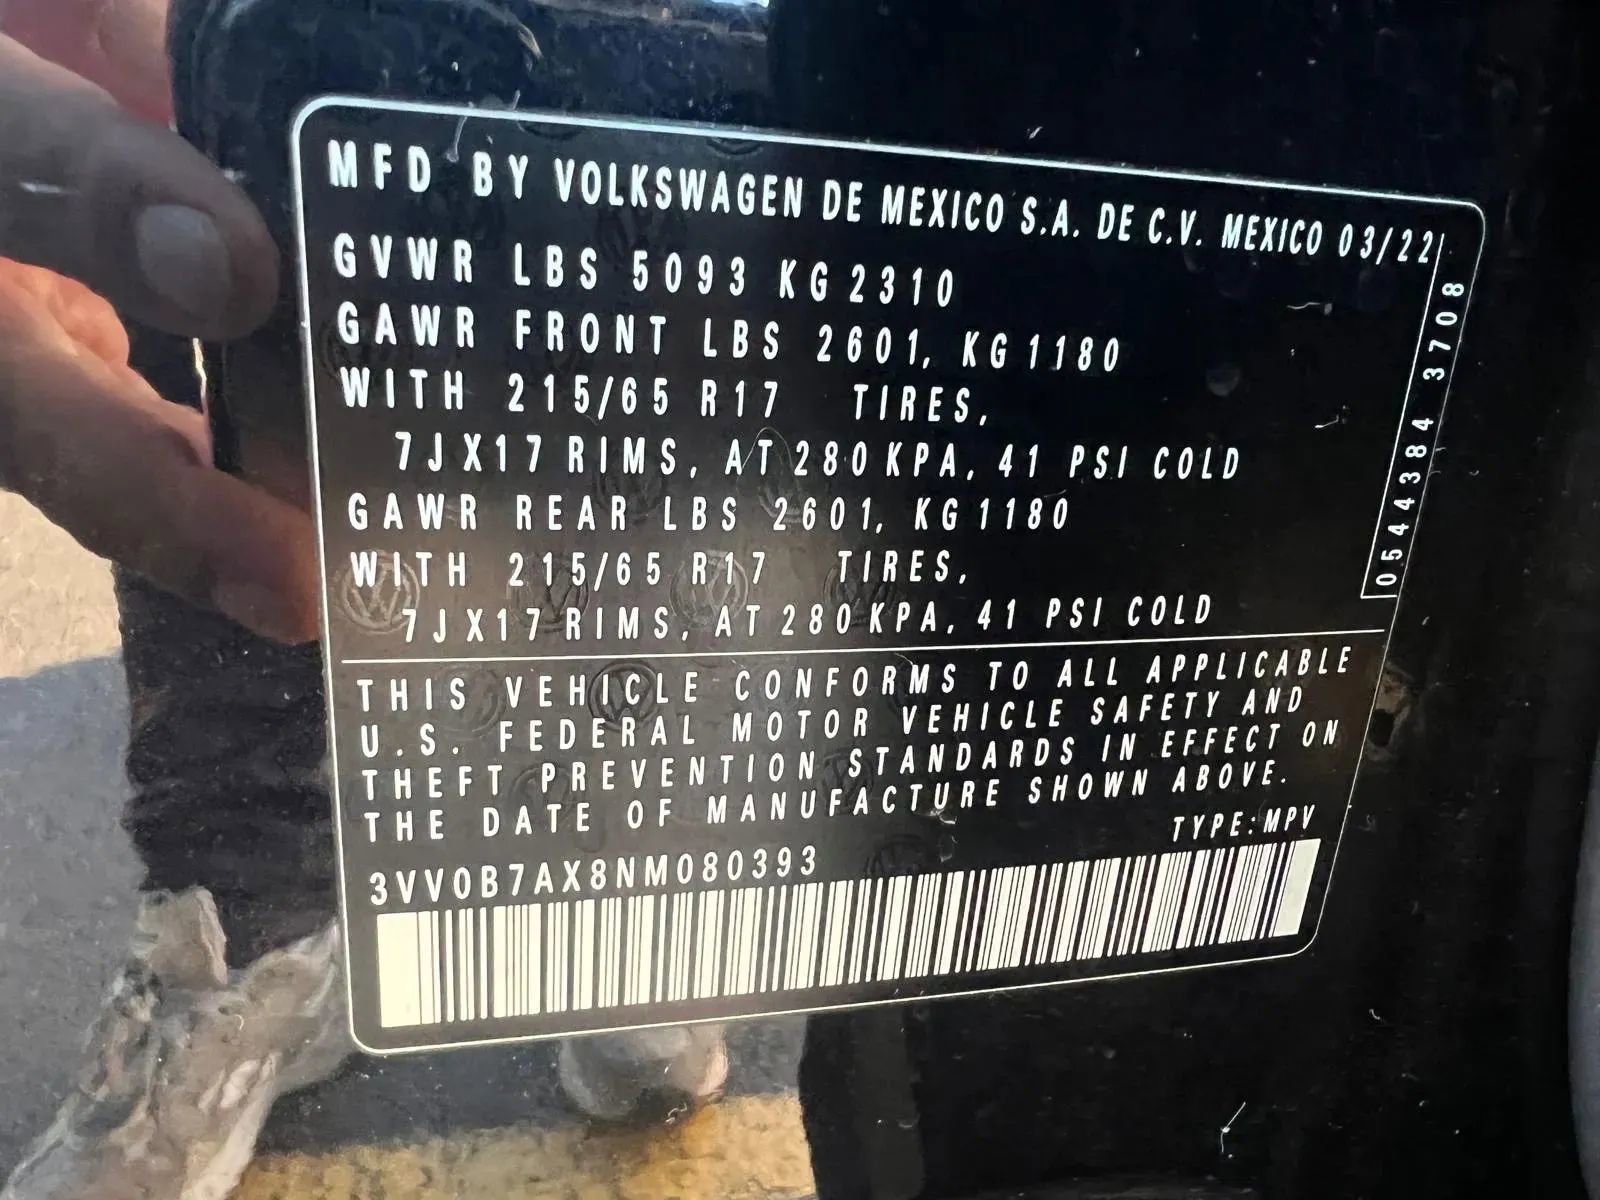 MFD BY VOLKSWAGEN DE MEXICO S.A. DE C.V. MEXICO 03/22
GVWR LBS 5093 KG 2310
GAWR FRONT LBS 2601, KG 1180
WITH 215/65 R17 TIRES,
7JX17 RIMS, AT 280 KPA, 41 PSI COLD
GAWR REAR LBS 2601, KG 1180
WITH 215/65 R17 TIRES,
7JX17 RIMS, AT 280 KPA, 41 PSI COLD
0544384 3708
THIS VEHICLE CONFORMS TO ALL APPLICABLE
U.S. FEDERAL MOTOR VEHICLE SAFETY AND
THEFT PREVENTION STANDARDS IN EFFECT ON
THE DATE OF MANUFACTURE SHOWN ABOVE.
TYPE:MPV
3VV0B7AX8NM080393